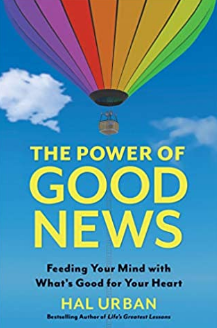 THE POWER OF
GOOD
NEWS
Feeding Your Mind with
What's Good for Your Heart
HAL URBAN
Bestselling Author of Life's Greatest Lessons